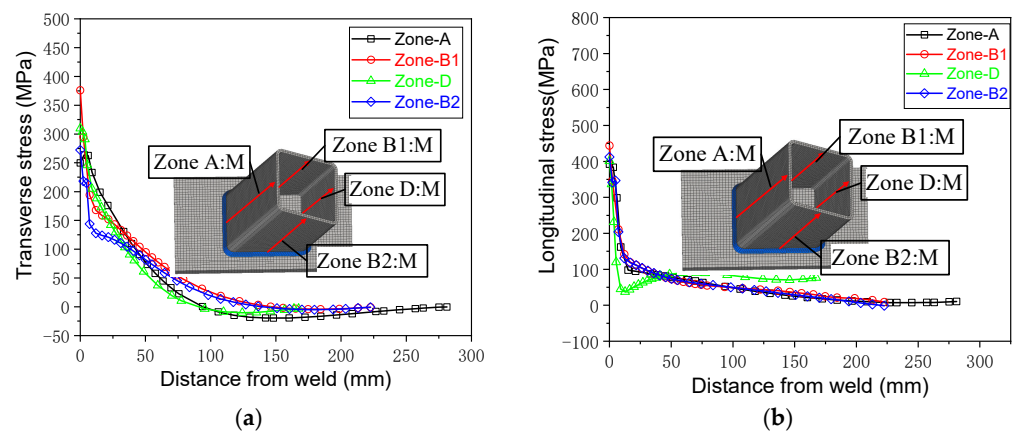 500
450
400
350
300
250
200
150
100
50
0
-50
Transverse stress (MPa)
Zone-A
Zone-B1
Zone-D
Zone-B2
Zone A:M
Zone B1:M
Zone D:M
Zone B2:M
0 50 100 150 200 250 300
Distance from weld (mm)
(a)
800
700
600
500
400
300
200
100
0
-100
Longitudinal stress(MPa)
Zone-A
Zone-B1
Zone-D
Zone-B2
Zone A:M
Zone B1:M
Zone D:M
Zone B2:M
0 50 100 150 200 250 300
Distance from weld (mm)
(b)